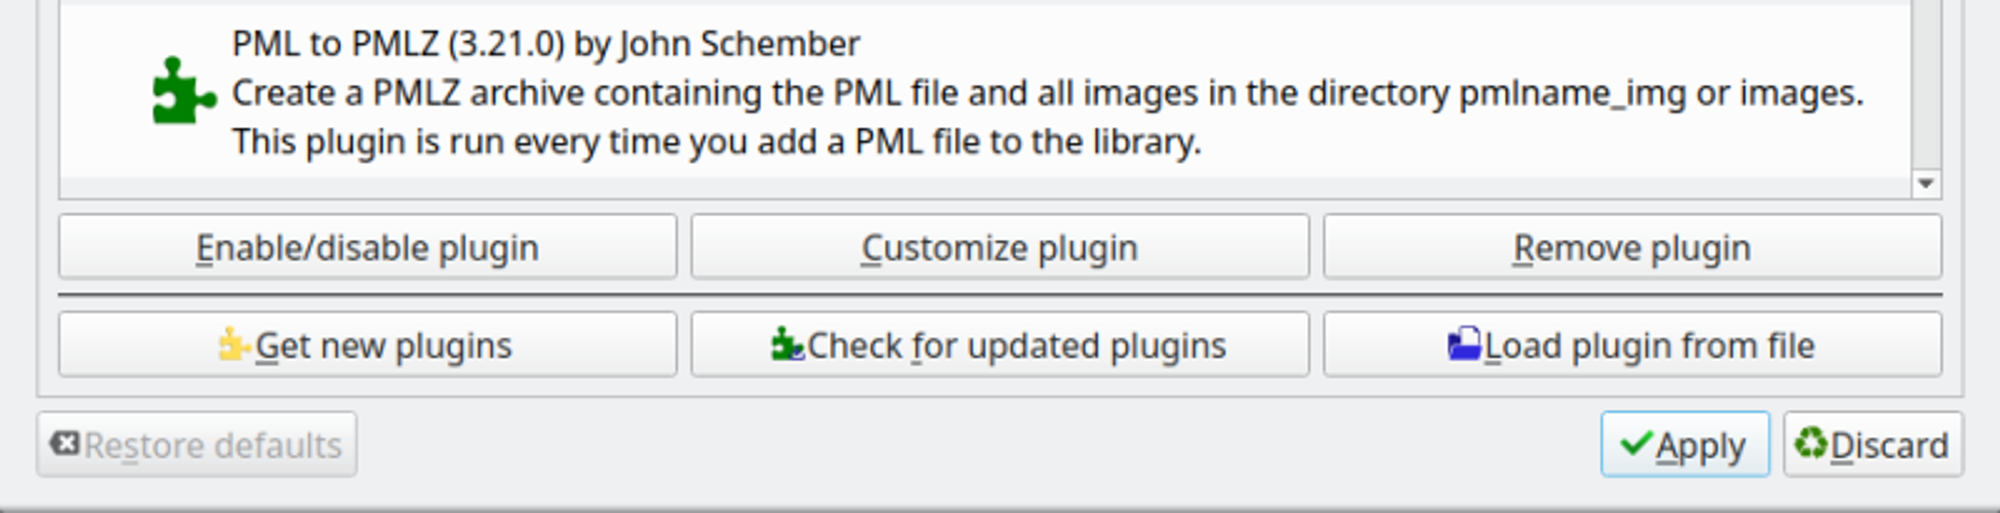 PML to PMLZ (3.21.0) by John Schember
Create a PMLZ archive containing the PML file and all images in the directory pmlname_img or images.
This plugin is run every time you add a PML file to the library.
Enable/disable plugin
Customize plugin
Remove plugin
Get new plugins
Check for updated plugins
Load plugin from file
Restore defaults
Apply
Discard